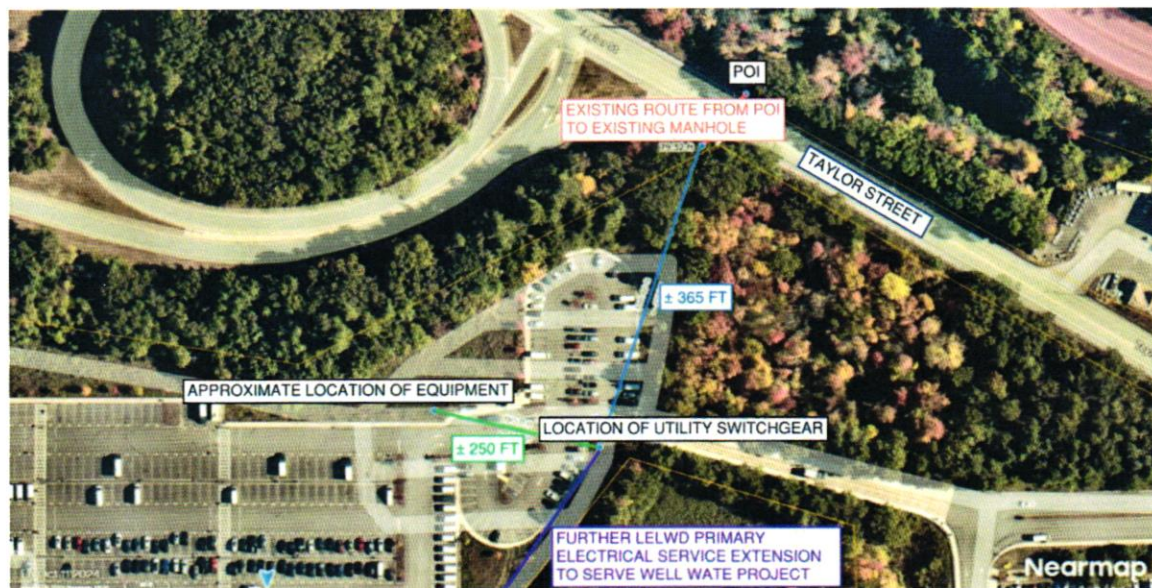 POI
EXISTING ROUTE FROM POI
TO EXISTING MANHOLE
TAYLOR STREET
± 365 FT
APPROXIMATE LOCATION OF EQUIPMENT
LOCATION OF UTILITY SWITCHGEAR
± 250 FT
FURTHER LELWD PRIMARY
ELECTRICAL SERVICE EXTENSION
TO SERVE WELL WATE PROJECT
Nearmap